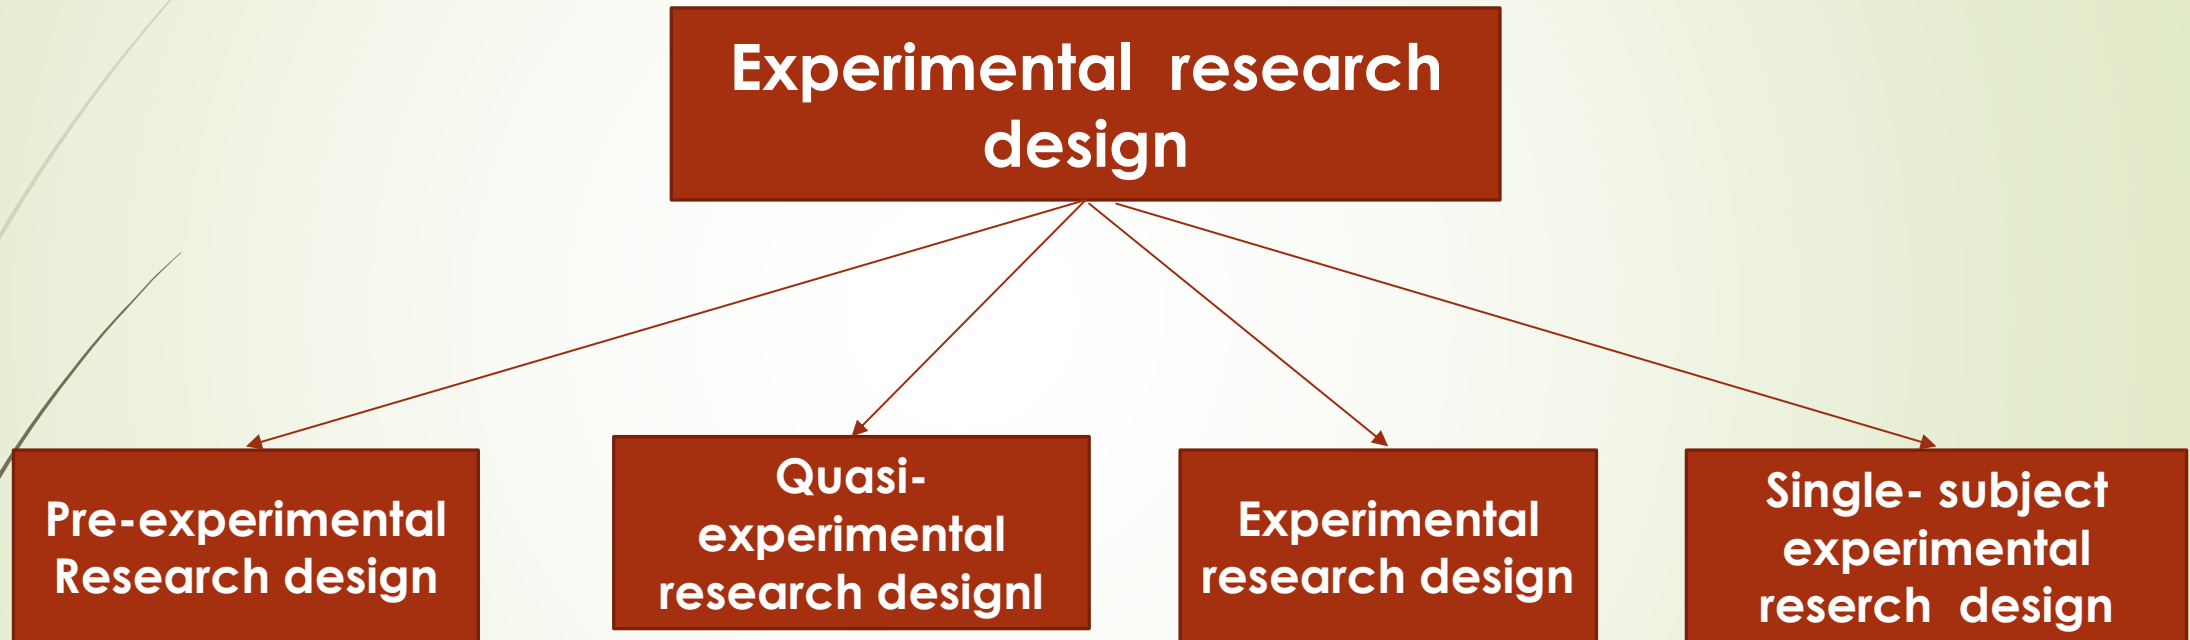 Experimental  research
design
Pre-experimental
Research design
Quasi-
experimental
research designl
Experimental
research design
Single- subject
experimental
reserch  design